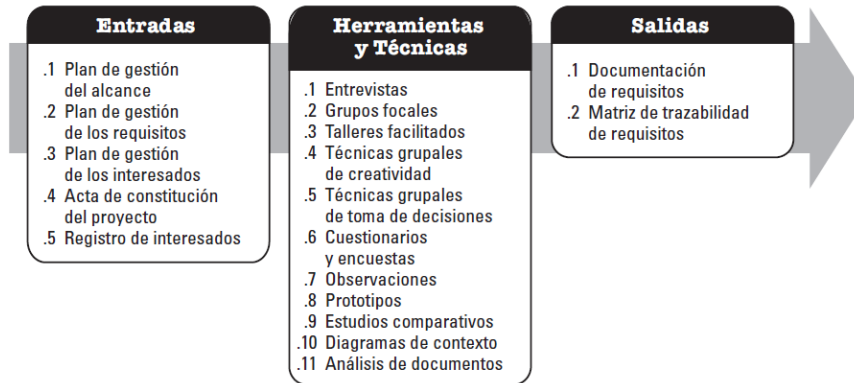 Entradas
.1 Plan de gestión
del alcance
.2 Plan de gestión
de los requisitos
.3 Plan de gestión
de los interesados
.4 Acta de constitución
del proyecto
.5 Registro de interesados
Herramientas
y Técnicas
.1 Entrevistas
.2 Grupos focales
.3 Talleres facilitados
.4 Técnicas grupales
de creatividad
.5 Técnicas grupales
de toma de decisiones
.6 Cuestionarios
y encuestas
.7 Observaciones
.8 Prototipos
.9 Estudios comparativos
.10 Diagramas de contexto
.11 Análisis de documentos
Salidas
.1 Documentación
de requisitos
.2 Matriz de trazabilidad
de requisitos